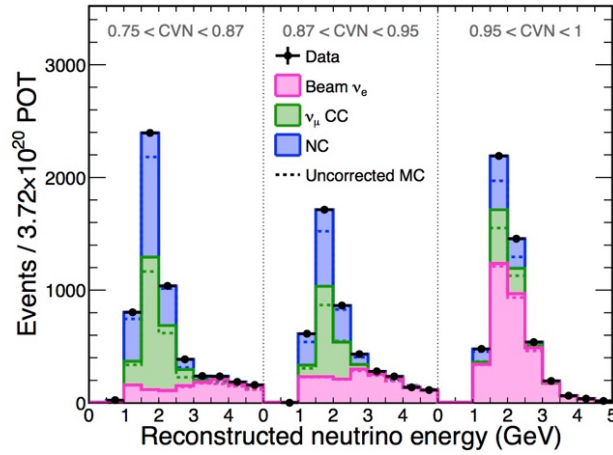 0.75 < CVN < 0.87
0.87 < CVN < 0.95
0.95 < CVN < 1
Data
Beam νe
νμ CC
NC
Uncorrected MC
Events / 3.72×10²⁰ POT
3000
2000
1000
0
0 1 2 3 4 0 1 2 3 4 0 1 2 3 4 5
Reconstructed neutrino energy (GeV)